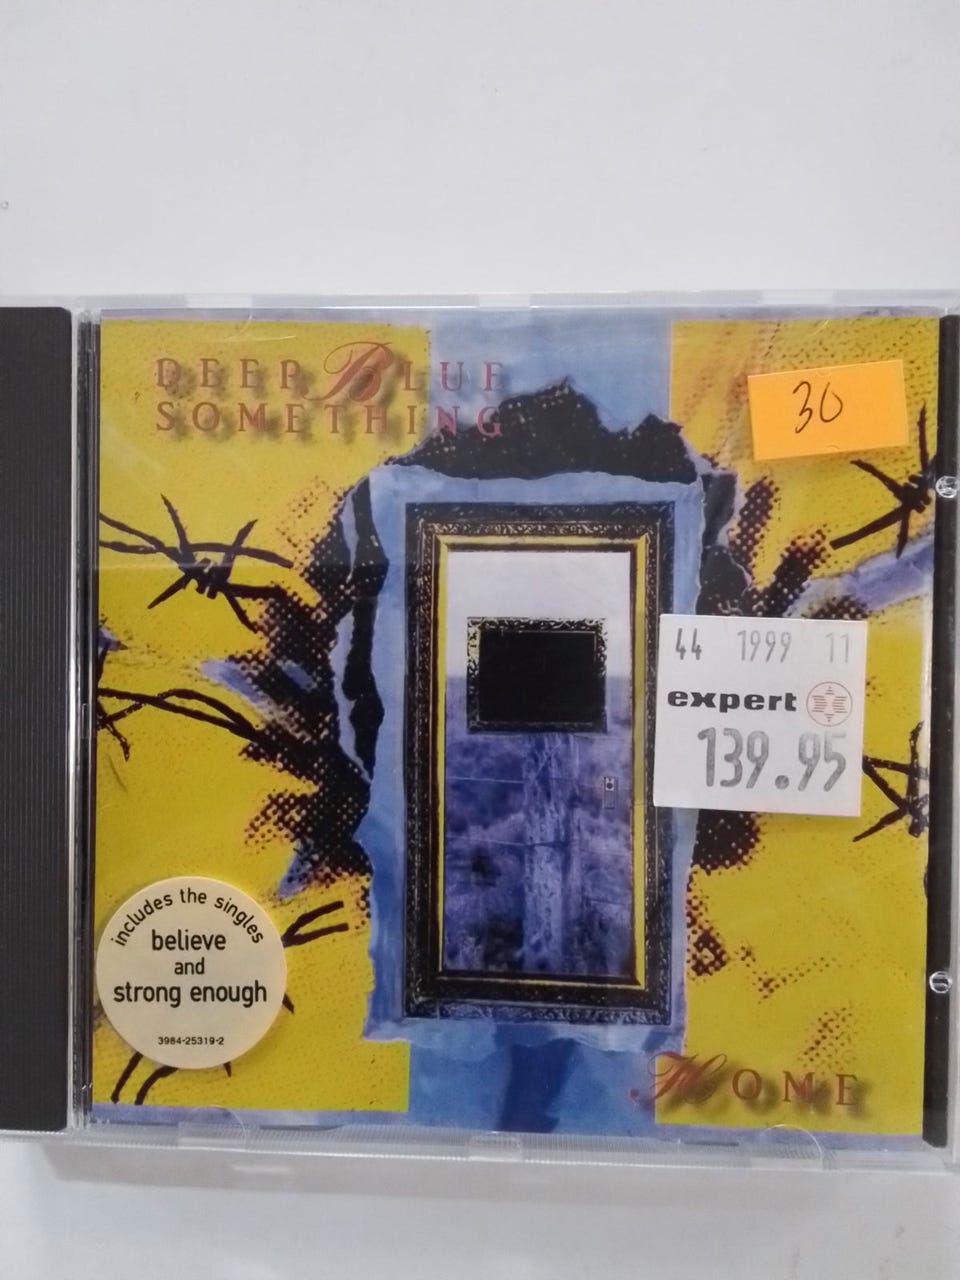 DEEP BLUE
SOMETHING
30
44 1999 11
expert
139.95
includes the singles
believe
and
strong enough
3984-25319-2
HOME